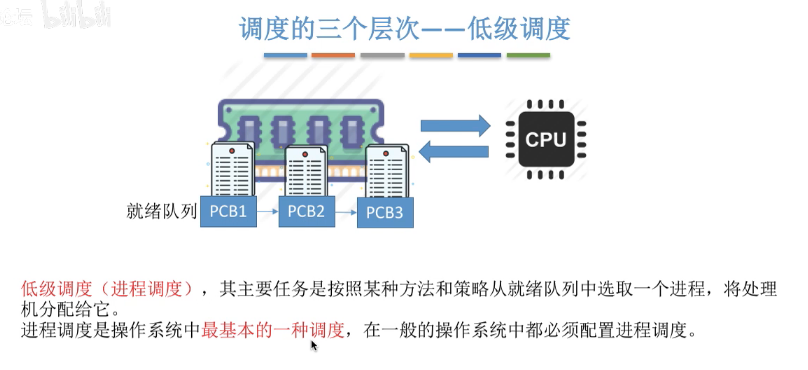 论坛 bilibili
调度的三个层次——低级调度
CPU
就绪队列 PCB1 PCB2 PCB3
低级调度（进程调度），其主要任务是按照某种方法和策略从就绪队列中选取一个进程，将处理
机分配给它。
进程调度是操作系统中最基本的一种调度，在一般的操作系统中都必须配置进程调度。